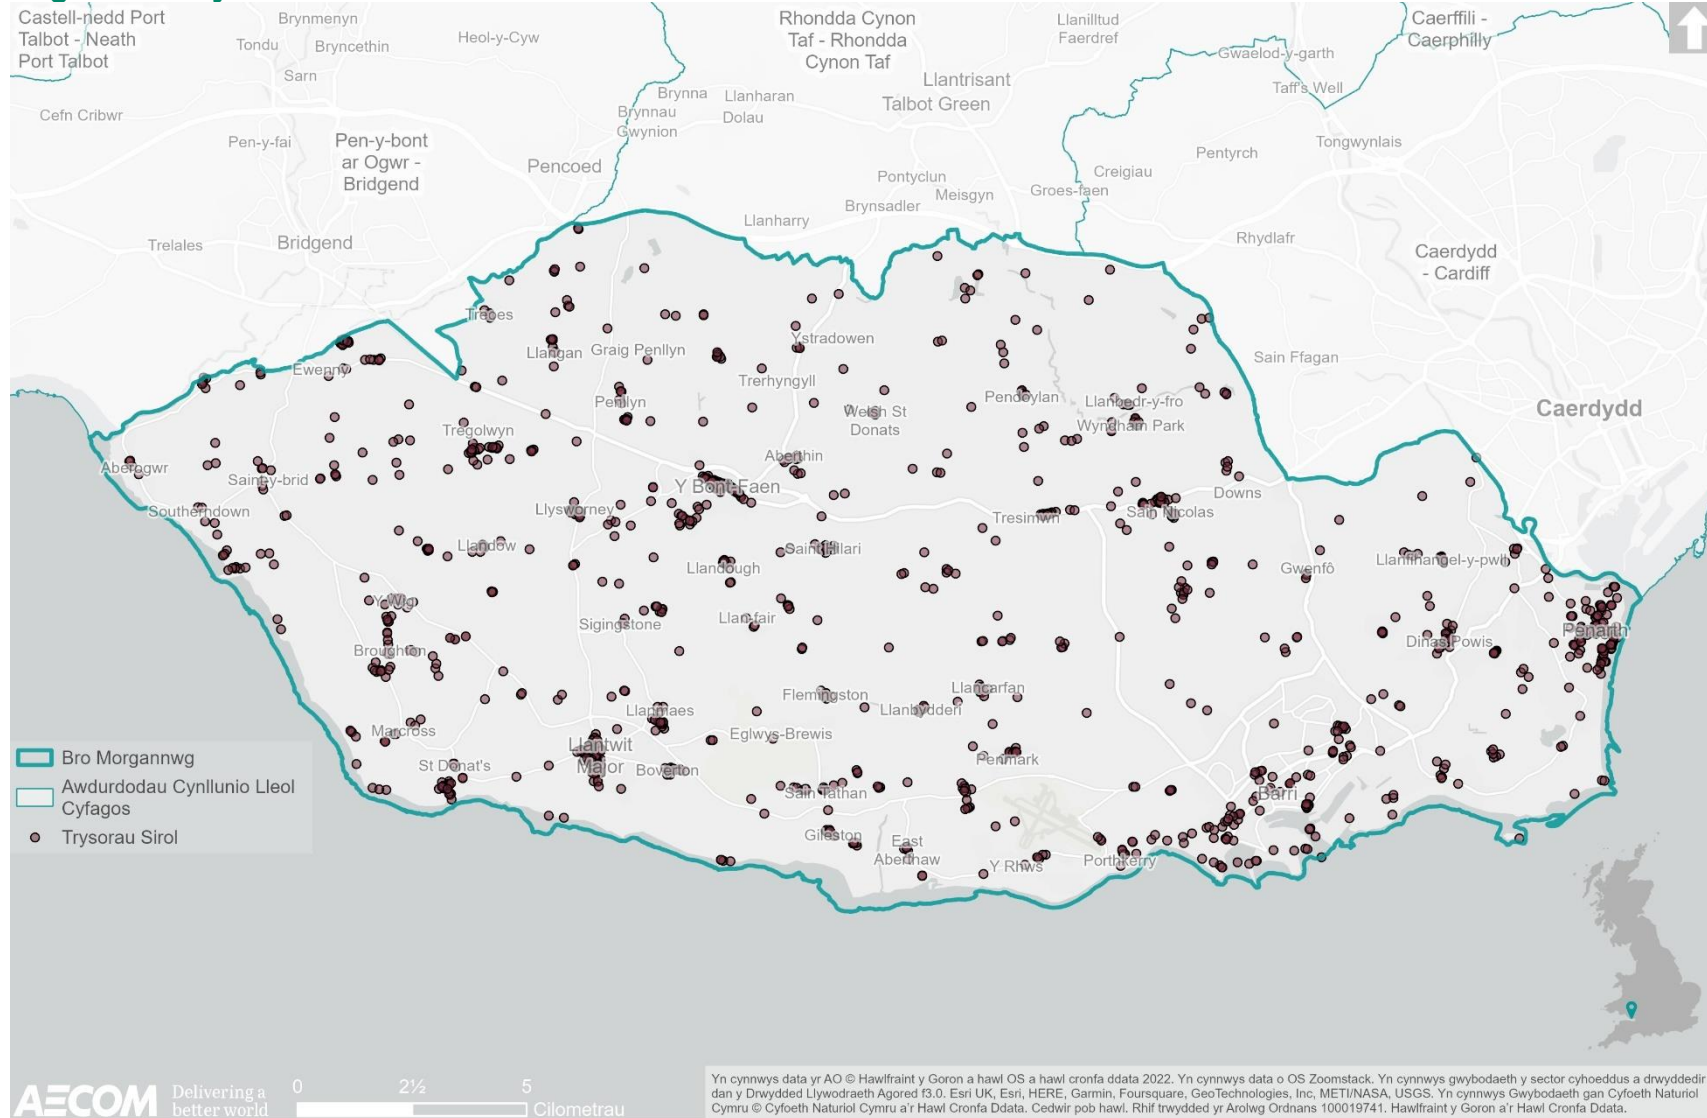 Castell-nedd Port
Talbot - Neath
Port Talbot
Brynmenyn
Tondu
Bryncethin
Heol-y-Cyw
Sarn
Cefn Cribwr
Pen-y-fai
Pen-y-bont
ar Ogwr -
Bridgend
Pencoed
Trelales
Bridgend
Rhondda Cynon
Taf - Rhondda
Cynon Taf
Llanilltud
Faerdref
Caerffili -
Caerphilly
Gwaelod-y-garth
Taff's Well
Tongwynlais
Llantrisant
Talbot Green
Brynna
Llanharan
Brynnau
Gwynion
Dolau
Pentyrch
Creigiau
Groes-faen
Pontyclun
Meisgyn
Brynsadler
Llanharry
Rhydlafr
Caerdydd
- Cardiff
Sain Ffagan
Caerdydd
Treoes
Llangan
Graig Penllyn
Ystradowen
Ewenny
Trerhyngyll
Penllyn
Welsh St
Donats
Pendoylan
Llanbedr-y-fro
Wyndham Park
Tregolwyn
Aberthin
Aberogwr
Saint-y-brid
Y Bont-Faen
Downs
Southerndown
Llysworney
Tresimwn
Sain Nicolas
Llandow
Saint Hilari
Llandough
Gwenfô
Llanfihangel-y-pwll
Y Wig
Sigingstone
Llanfair
Penarth
Dinas Powis
Broughton
Flemingston
Llancarfan
Llanbydderi
Llanmaes
Marcross
Eglwys-Brewis
Llantwit
Major
Penmark
St Donat's
Boverton
Sain Tathan
Barri
Gileston
East
Aberthaw
Y Rhws
Porthkerry
Bro Morgannwg
Awdurdodau Cynllunio Lleol
Cyfagos
Trysorau Sirol
AECOM
Delivering a
better world
0
2½
5
Cilometrau
Yn cynnwys data yr AO © Hawlfraint y Goron a hawl OS a hawl cronfa ddata 2022. Yn cynnwys data o OS Zoomstack. Yn cynnwys gwybodaeth y sector cyhoeddus a drwyddedir
dan y Drwydded Llywodraeth Agored f3.0. Esri UK, Esri, HERE, Garmin, Foursquare, GeoTechnologies, Inc, METI/NASA, USGS. Yn cynnwys Gwybodaeth gan Cyfoeth Naturiol
Cymru © Cyfoeth Naturiol Cymru a'r Hawl Cronfa Ddata. Cedwir pob hawl. Rhif trwydded yr Arolwg Ordnans 100019741. Hawlfraint y Goron a'r Hawl Cronfa Ddata.